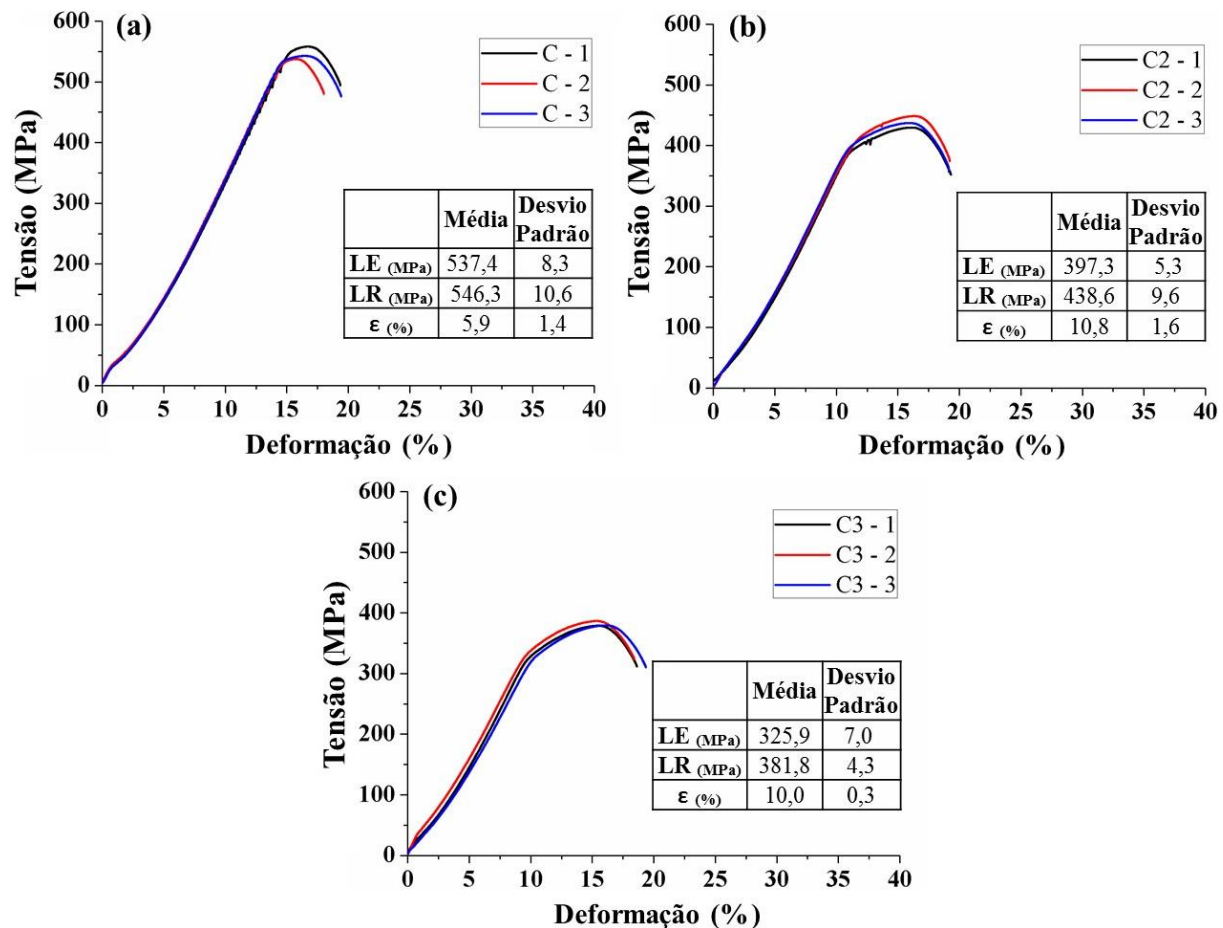 (a)
600
500
400
300
200
100
0
Tensão (MPa)
C - 1
C - 2
C - 3
Média Desvio Padrão
LE (MPa) 537,4 8,3
LR (MPa) 546,3 10,6
ε (%) 5,9 1,4
0 5 10 15 20 25 30 35 40
Deformação (%)
(b)
600
500
400
300
200
100
0
Tensão (MPa)
C2 - 1
C2 - 2
C2 - 3
Média Desvio Padrão
LE (MPa) 397,3 5,3
LR (MPa) 438,6 9,6
ε (%) 10,8 1,6
0 5 10 15 20 25 30 35 40
Deformação (%)
(c)
600
500
400
300
200
100
0
Tensão (MPa)
C3 - 1
C3 - 2
C3 - 3
Média Desvio Padrão
LE (MPa) 325,9 7,0
LR (MPa) 381,8 4,3
ε (%) 10,0 0,3
0 5 10 15 20 25 30 35 40
Deformação (%)